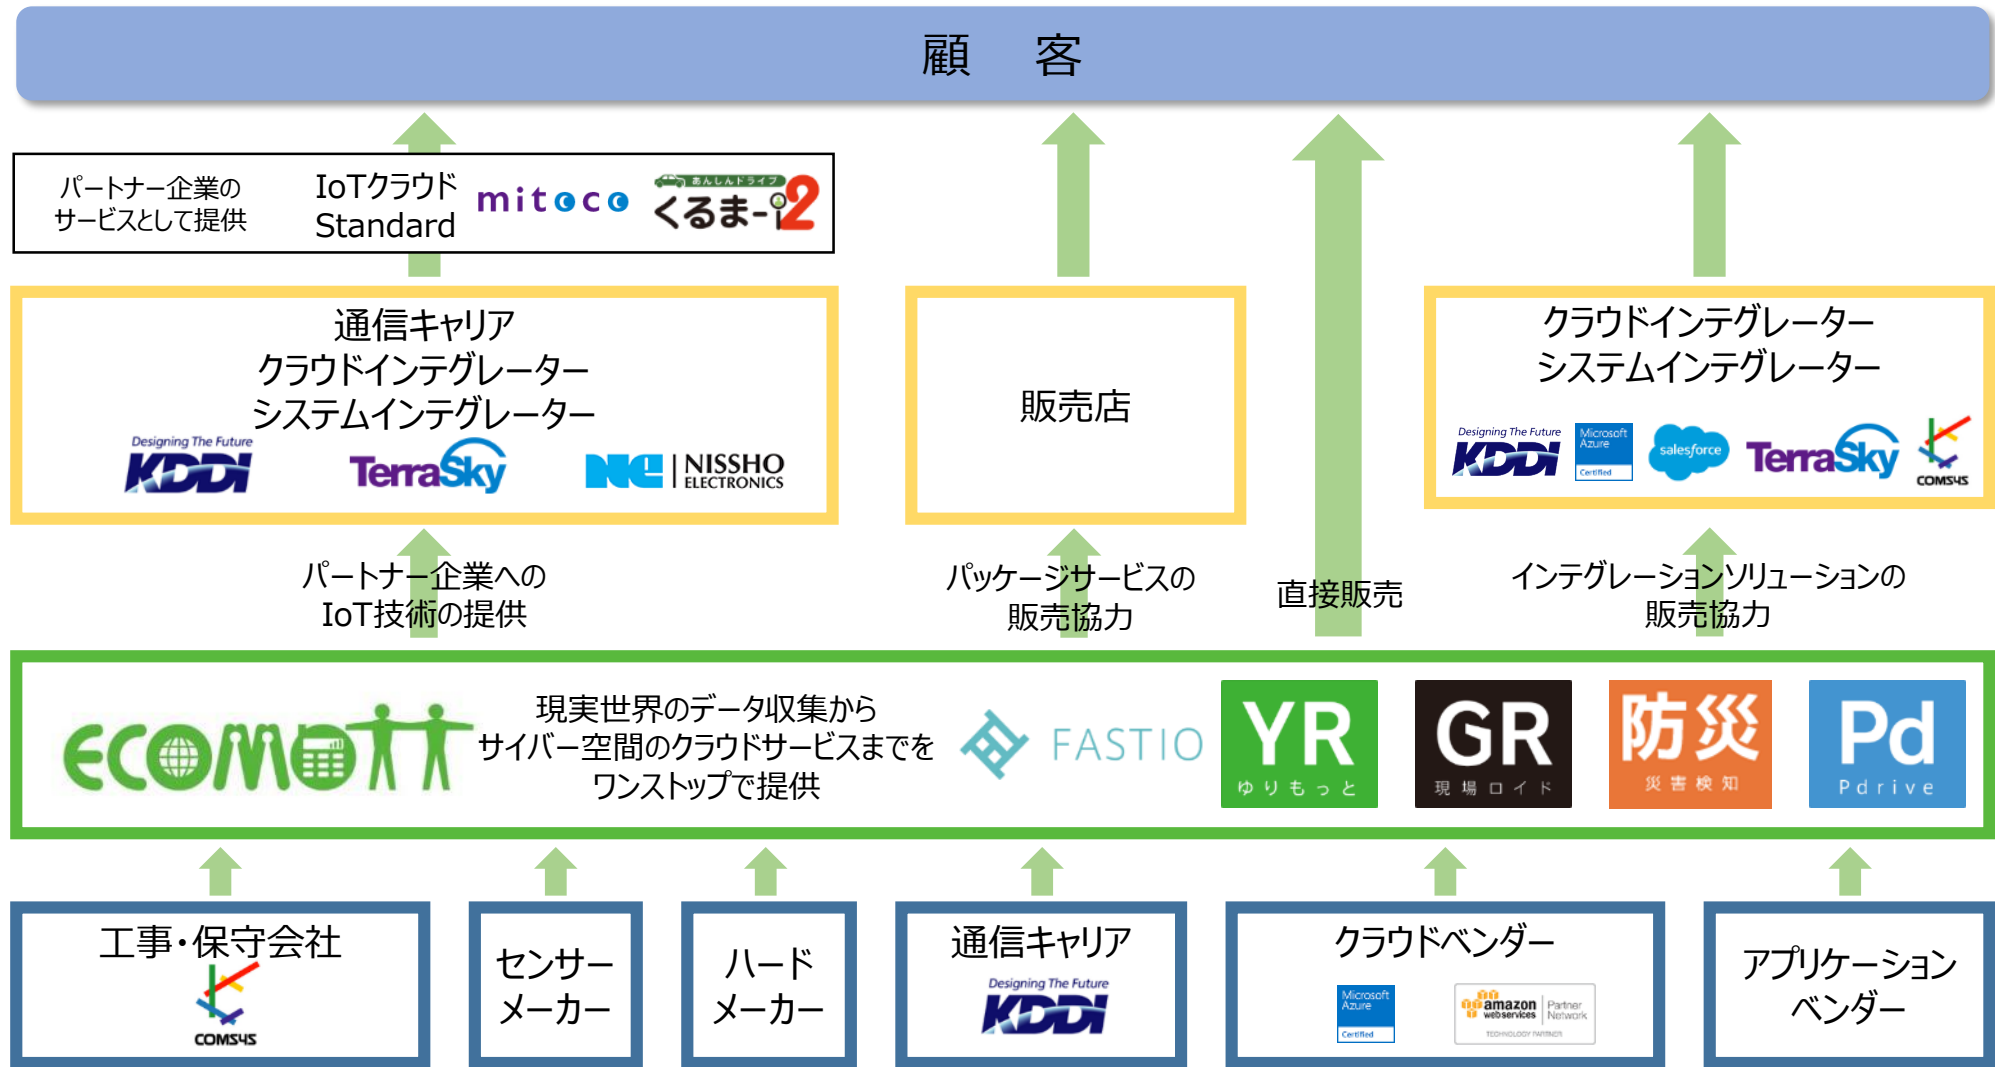 顧　客
パートナー企業の
サービスとして提供
IoTクラウド
Standard
mitoco
あんしんドライブ
くるま-i2
通信キャリア
クラウドインテグレーター
システムインテグレーター
Designing The Future
KDDI
TerraSky
Ne NISSHO
ELECTRONICS
販売店
クラウドインテグレーター
システムインテグレーター
Designing The Future
KDDI
Microsoft
Azure
Certified
salesforce
TerraSky
COMSYS
パートナー企業への
IoT技術の提供
パッケージサービスの
販売協力
直接販売
インテグレーションソリューションの
販売協力
ECOMOTT
現実世界のデータ収集から
サイバー空間のクラウドサービスまでを
ワンストップで提供
FASTIO
YR
ゆりもっと
GR
現場ロイド
防災
災害検知
Pd
Pdrive
工事・保守会社
COMSYS
センサー
メーカー
ハード
メーカー
通信キャリア
Designing The Future
KDDI
クラウドベンダー
Microsoft
Azure
Certified
amazon
webservices
Partner
Network
TECHNOLOGY PARTNER
アプリケーション
ベンダー